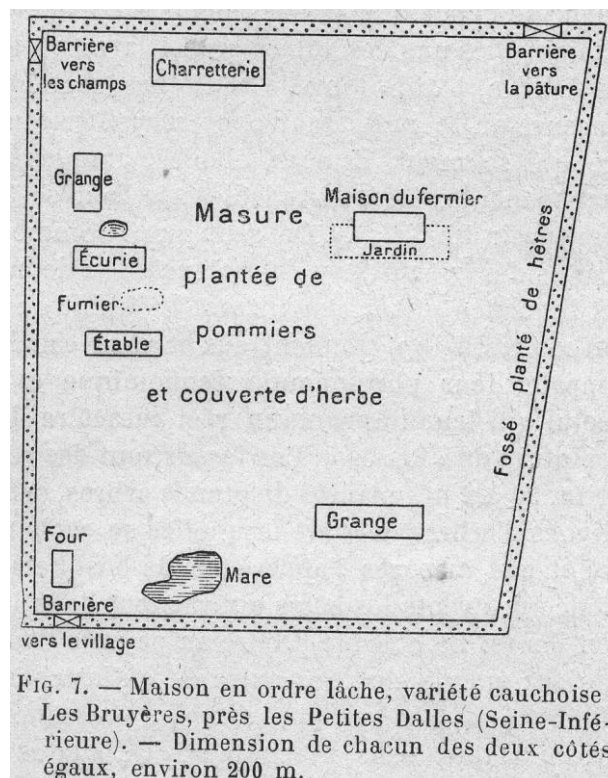 Barrière
vers
les champs
Charretterie
Barrière
vers
la pâture
Grange
Masure
Maison du fermier
Jardin
Écurie
plantée de
Fumier
pommiers
Étable
et couverte d'herbe
Fossé planté de hêtres
Grange
Four
Mare
Barrière
vers le village
FIG. 7. — Maison en ordre lâche, variété cauchoise
Les Bruyères, près les Petites Dalles (Seine-Infé-
rieure). — Dimension de chacun des deux côtés
égaux, environ 200 m.